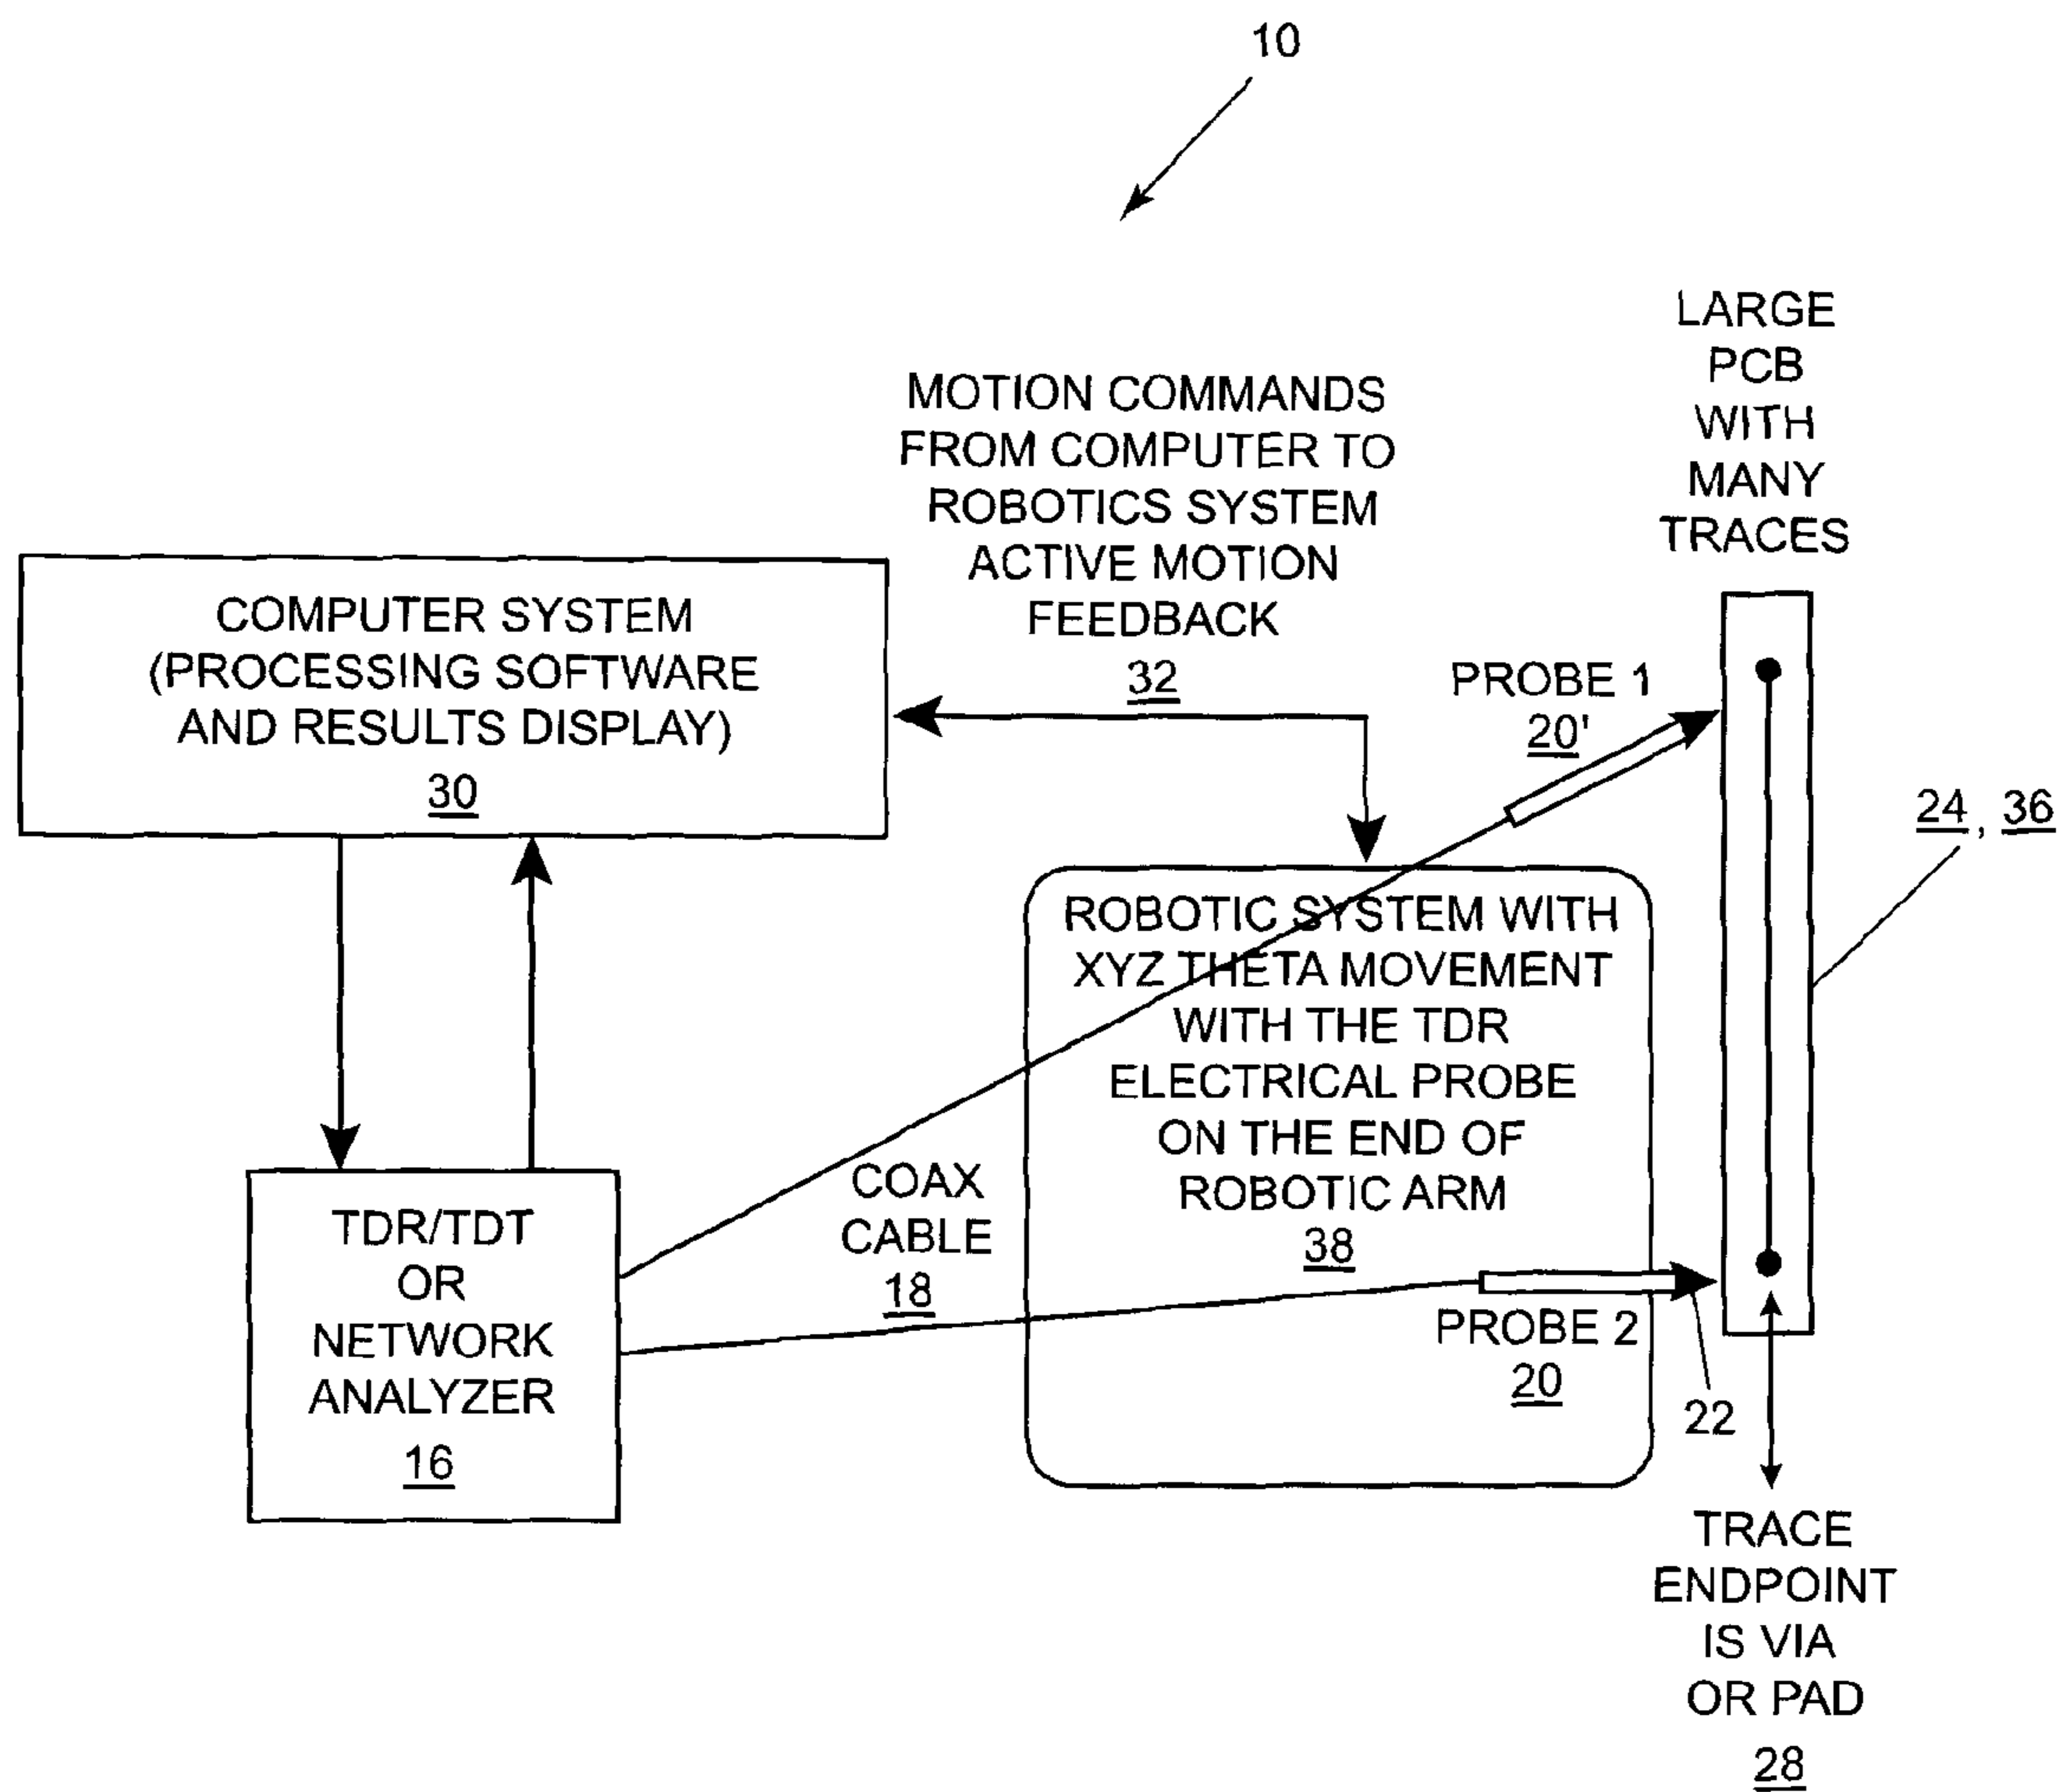 10
LARGE
PCB
WITH
MANY
TRACES
MOTION COMMANDS
FROM COMPUTER TO
ROBOTICS SYSTEM
ACTIVE MOTION
FEEDBACK
32
COMPUTER SYSTEM
(PROCESSING SOFTWARE
AND RESULTS DISPLAY)
30
PROBE 1
20'
24, 36
ROBOTIC SYSTEM WITH
XYZ THETA MOVEMENT
WITH THE TDR
ELECTRICAL PROBE
ON THE END OF
ROBOTIC ARM
38
COAX
CABLE
18
TDR/TDT
OR
NETWORK
ANALYZER
16
PROBE 2
20
22
TRACE
ENDPOINT
IS VIA
OR PAD
28